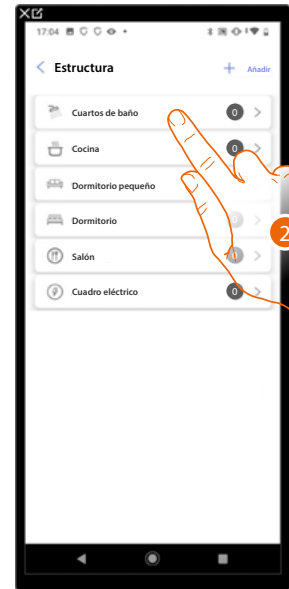 17:04
Estructura
Añadir
Cuartos de baño 0
Cocina 0
Dormitorio pequeño
Dormitorio
Salón
Cuadro eléctrico 0
2